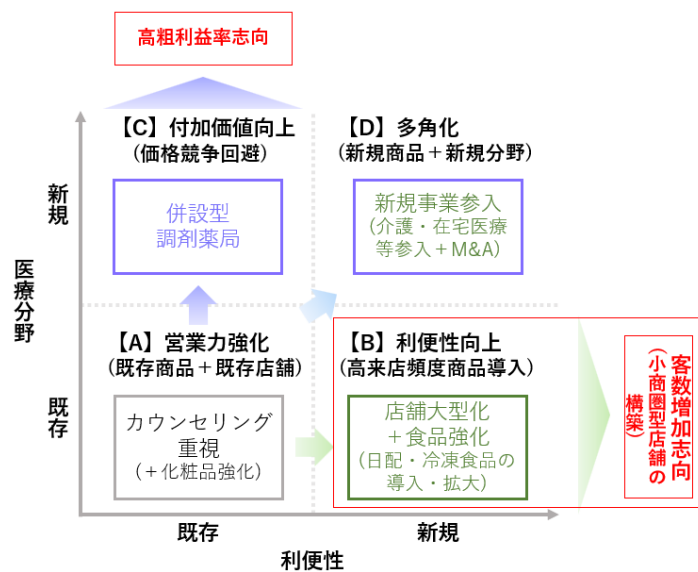 高粗利益率志向
【C】付加価値向上
(価格競争回避)
併設型
調剤薬局
【D】多角化
(新規商品+新規分野)
新規事業参入
(介護・在宅医療
等参入+M&A)
新規
医療分野
既存
【A】営業力強化
(既存商品+既存店舗)
カウンセリング
重視
(+化粧品強化)
【B】利便性向上
(高来店頻度商品導入)
店舗大型化
+食品強化
(日配・冷凍食品の
導入・拡大)
客数増加志向
(小商圏型店舗の
構築)
既存
新規
利便性